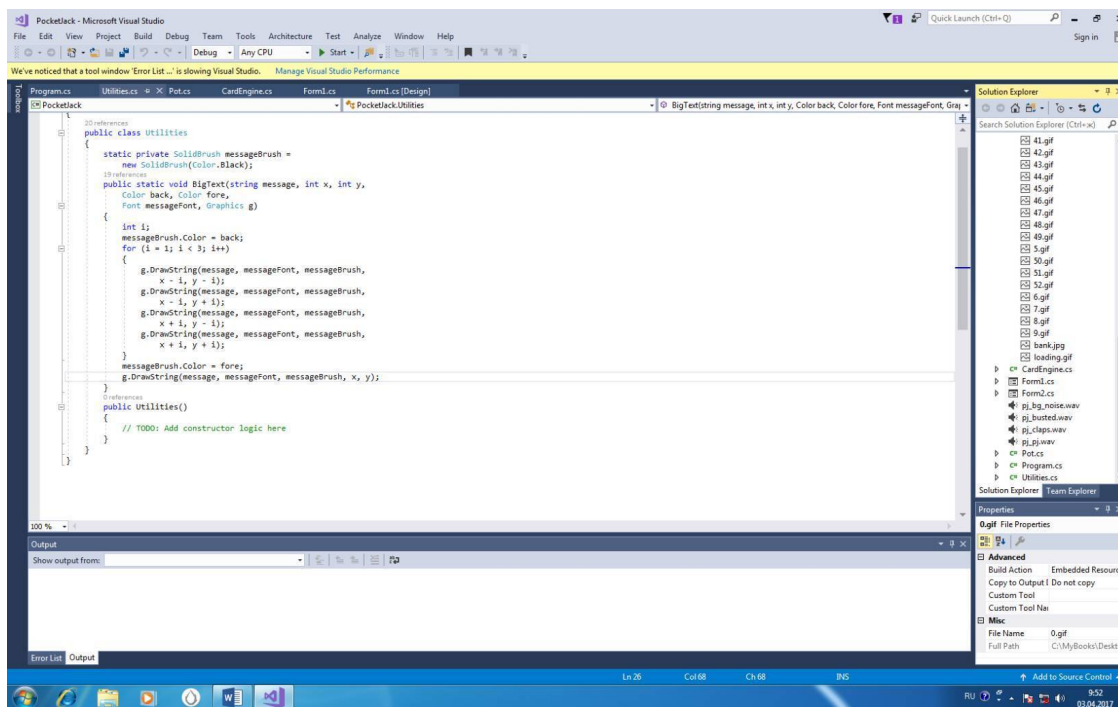 PocketJack - Microsoft Visual Studio
Quick Launch (Ctrl+Q)
File Edit View Project Build Debug Team Tools Architecture Test Analyze Window Help
Sign in
Debug Any CPU Start
We've noticed that a tool window 'Error List ...' is slowing Visual Studio. Manage Visual Studio Performance
Toolbox
Program.cs Utilities.cs Pot.cs CardEngine.cs Form1.cs Form1.cs [Design]
PocketJack PocketJack.Utilities BigText(string message, int x, int y, Color back, Color fore, Font messageFont, Gra
{
20 references
public class Utilities
{
static private SolidBrush messageBrush =
new SolidBrush(Color.Black);
19 references
public static void BigText(string message, int x, int y,
Color back, Color fore,
Font messageFont, Graphics g)
{
int i;
messageBrush.Color = back;
for (i = 1; i < 3; i++)
{
g.DrawString(message, messageFont, messageBrush,
x - i, y - i);
g.DrawString(message, messageFont, messageBrush,
x - i, y + i);
g.DrawString(message, messageFont, messageBrush,
x + i, y - i);
g.DrawString(message, messageFont, messageBrush,
x + i, y + i);
}
messageBrush.Color = fore;
g.DrawString(message, messageFont, messageBrush, x, y);
}
0 references
public Utilities()
{
// TODO: Add constructor logic here
}
}
}
100 %
Output
Show output from:
Error List Output
Solution Explorer
Search Solution Explorer (Ctrl+ж)
41.gif
42.gif
43.gif
44.gif
45.gif
46.gif
47.gif
48.gif
49.gif
5.gif
50.gif
51.gif
52.gif
6.gif
7.gif
8.gif
9.gif
bank.jpg
loading.gif
C# CardEngine.cs
Form1.cs
Form2.cs
pj_bg_noise.wav
pj_busted.wav
pj_claps.wav
pj_pj.wav
C# Pot.cs
C# Program.cs
C# Utilities.cs
Solution Explorer Team Explorer
Properties
0.gif File Properties
Advanced
Build Action Embedded Resour
Copy to Output Do not copy
Custom Tool
Custom Tool Na
Misc
File Name 0.gif
Full Path C:\MyBooks\Deskt
Ln 26 Col 68 Ch 68 INS
Add to Source Control
RU
9:52
03.04.2017